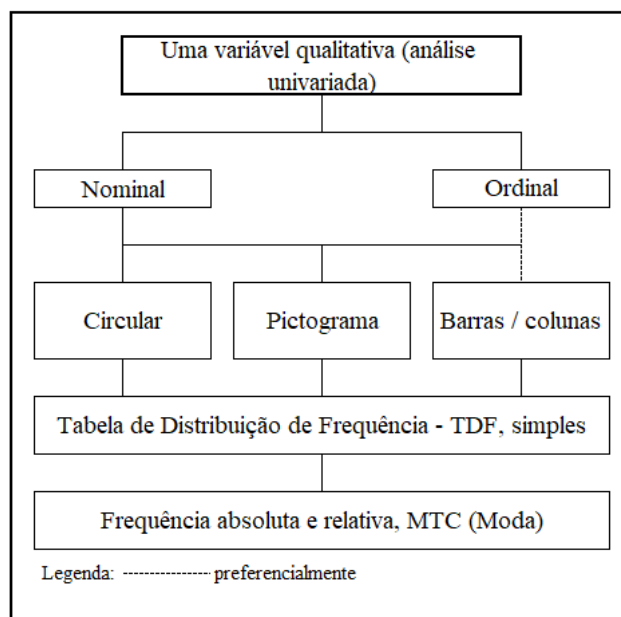 Uma variável qualitativa (análise
univariada)
Nominal
Ordinal
Circular
Pictograma
Barras / colunas
Tabela de Distribuição de Frequência - TDF, simples
Frequência absoluta e relativa, MTC (Moda)
Legenda: ---------------- preferencialmente